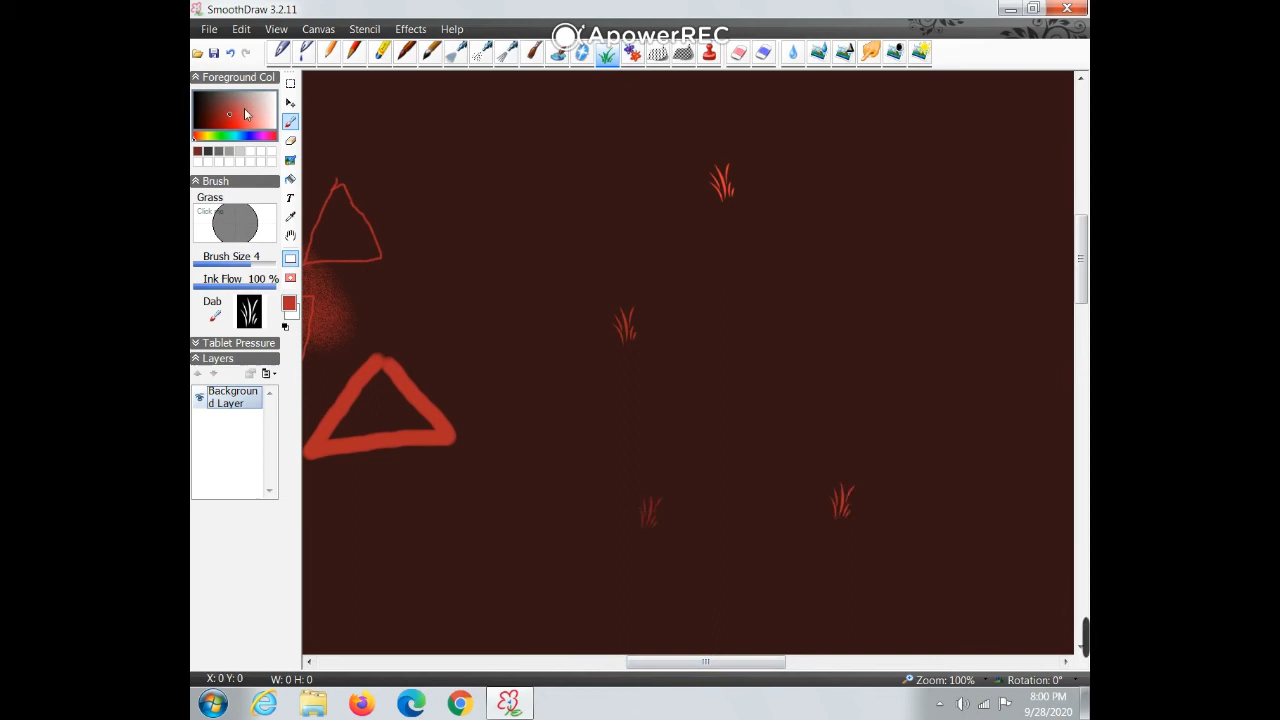 SmoothDraw 3.2.11
File Edit View Canvas Stencil Effects Help
ApowerREC
Foreground Col
Brush
Grass
Brush Size 4
Ink Flow 100 %
Dab
Tablet Pressure
Layers
Backgroun
d Layer
X: 0 Y: 0 W: 0 H: 0 Zoom: 100% Rotation: 0°
8:00 PM
9/28/2020